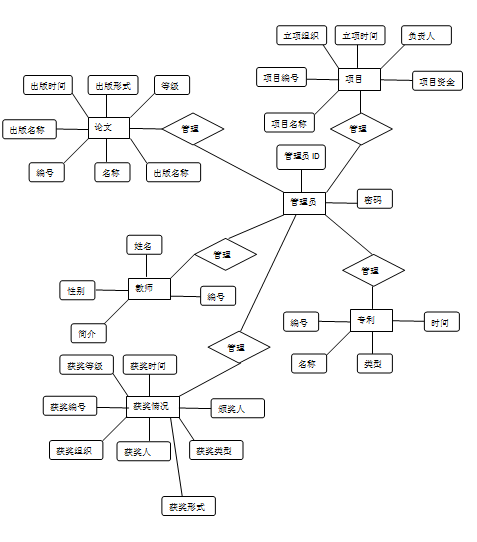 立项组织
立项时间
负责人
项目编号
项目
项目资金
项目名称
管理
出版时间
出版形式
等级
出版名称
论文
管理
编号
名称
出版名称
管理员 ID
管理员
密码
姓名
管理
性别
教师
编号
简介
管理
编号
专利
时间
名称
类型
管理
获奖等级
获奖时间
获奖编号
获奖情况
颁奖人
获奖组织
获奖人
获奖类型
获奖形式